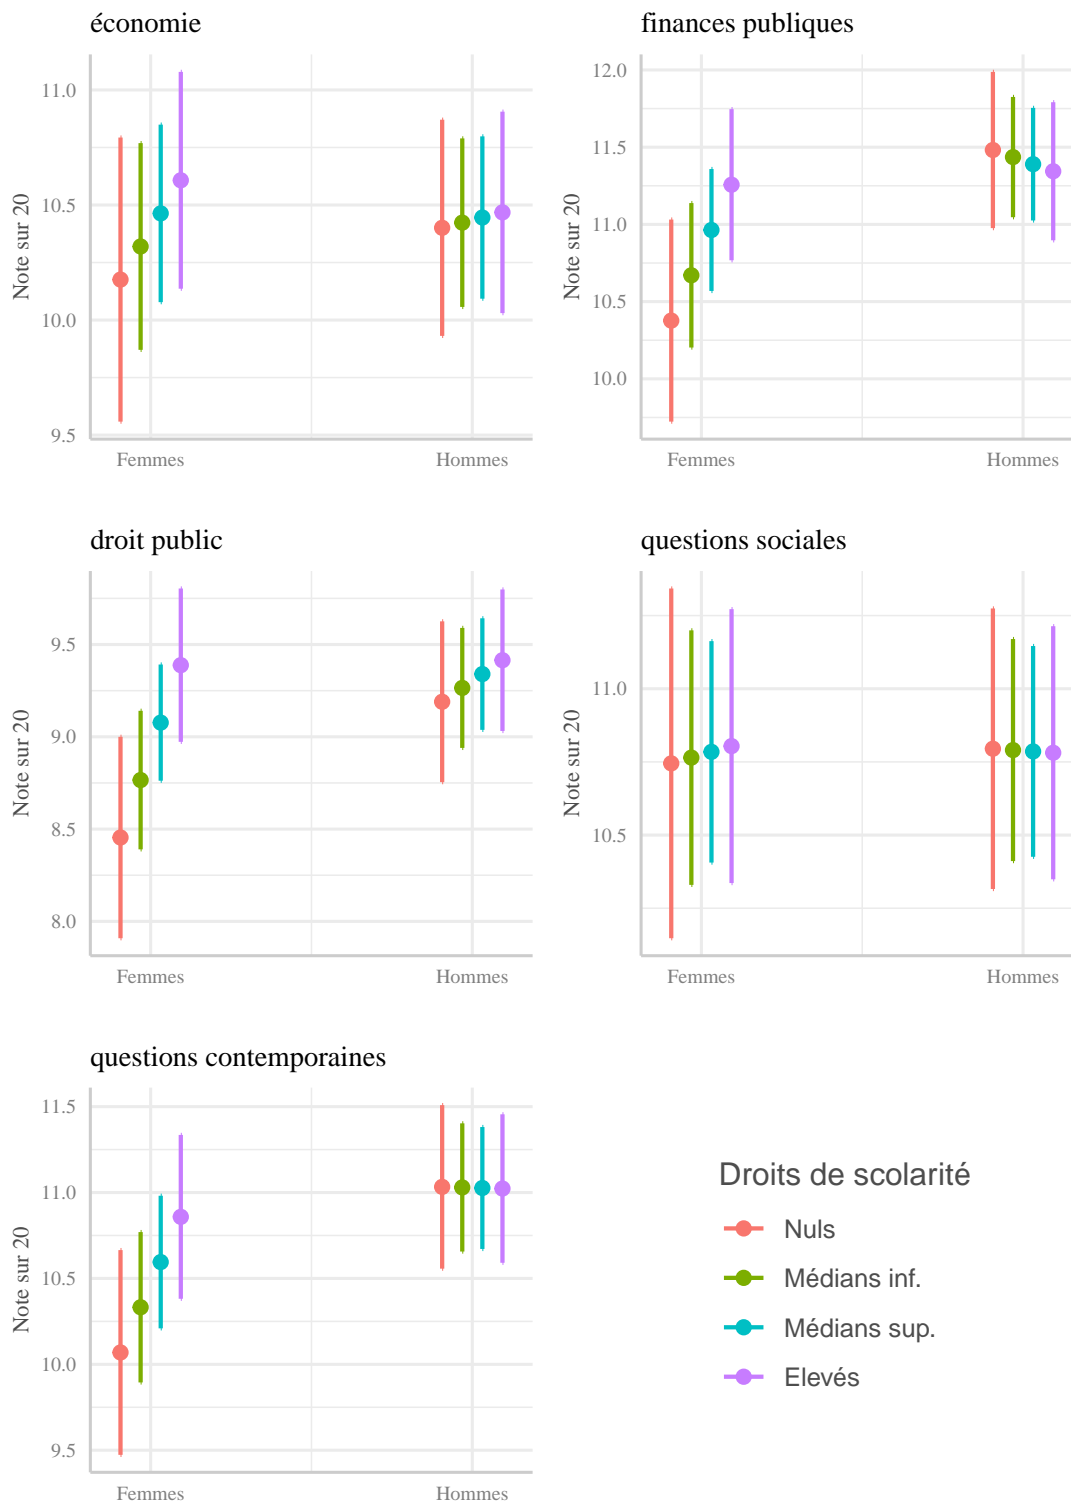 économie
11.0
10.5
10.0
9.5
Note sur 20
Femmes
Hommes
finances publiques
12.0
11.5
11.0
10.5
10.0
Note sur 20
Femmes
Hommes
droit public
9.5
9.0
8.5
8.0
Note sur 20
Femmes
Hommes
questions sociales
11.0
10.5
Note sur 20
Femmes
Hommes
questions contemporaines
11.5
11.0
10.5
10.0
9.5
Note sur 20
Femmes
Hommes
Droits de scolarité
Nuls
Médians inf.
Médians sup.
Elevés